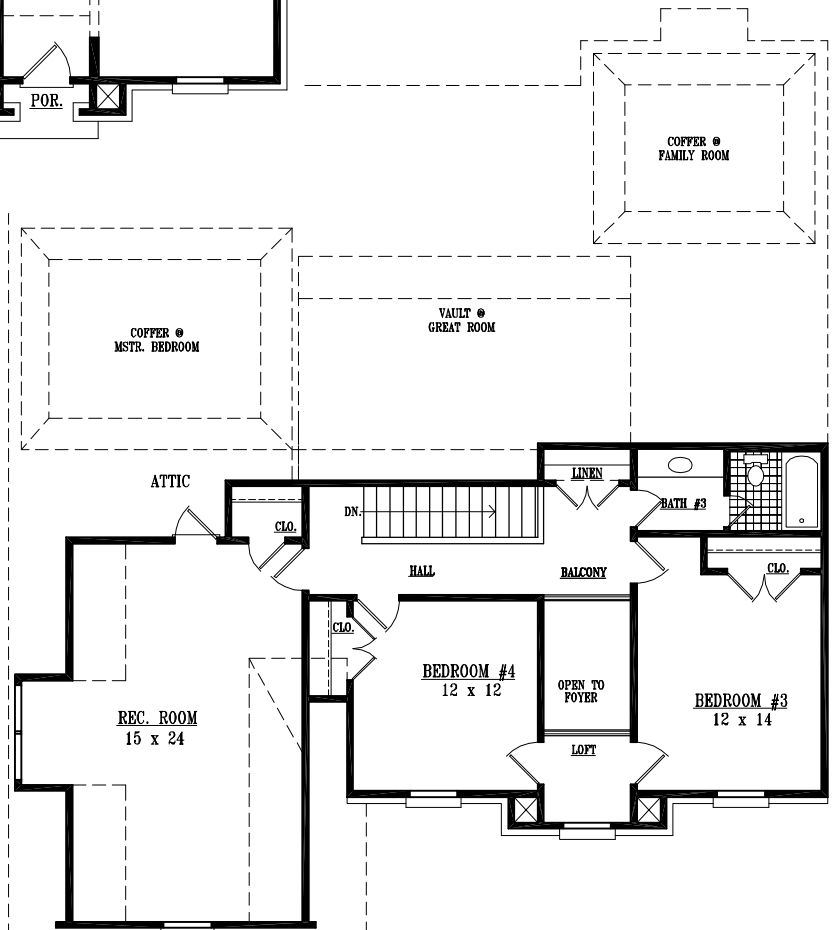 POR.
COFFER @
FAMILY ROOM
COFFER @
MSTR. BEDROOM
VAULT @
GREAT ROOM
ATTIC
LINEN
DN.
CLO.
BATH #3
HALL
BALCONY
CLO.
CLO.
BEDROOM #4
12 x 12
OPEN TO
FOYER
BEDROOM #3
12 x 14
REC. ROOM
15 x 24
LOFT